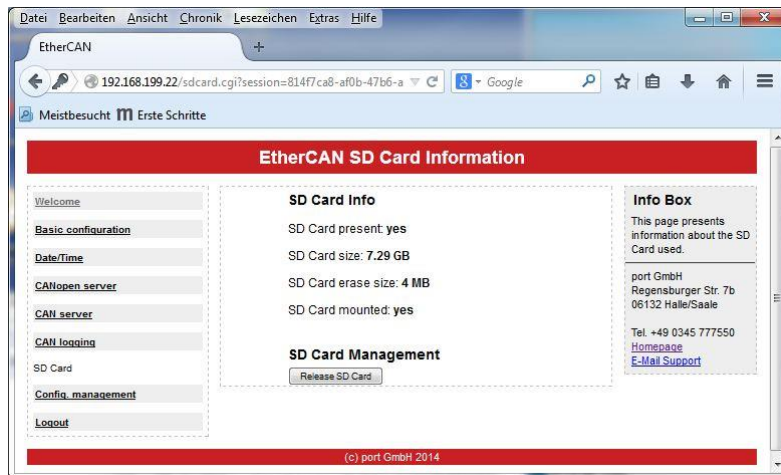 Datei Bearbeiten Ansicht Chronik Lesezeichen Extras Hilfe
EtherCAN
192.168.199.22/sdcard.cgi?session=814f7ca8-af0b-47b6-a
Google
Meistbesucht Erste Schritte
EtherCAN SD Card Information
Welcome
Basic configuration
Date/Time
CANopen server
CAN server
CAN logging
SD Card
Config. management
Logout
SD Card Info
SD Card present: yes
SD Card size: 7.29 GB
SD Card erase size: 4 MB
SD Card mounted: yes
SD Card Management
Release SD Card
Info Box
This page presents
information about the SD
Card used.
port GmbH
Regensburger Str. 7b
06132 Halle/Saale
Tel. +49 0345 777550
Homepage
E-Mail Support
(c) port GmbH 2014